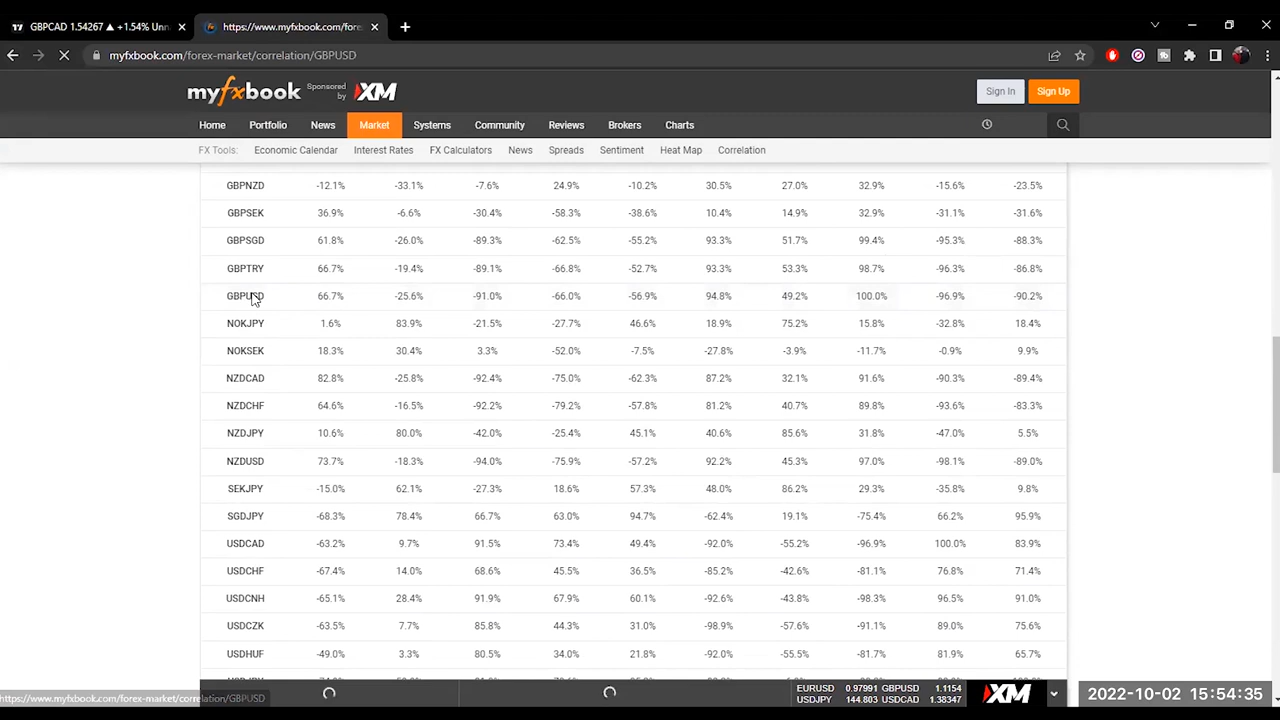 GBPCAD 1.54267 ▲ +1.54% Unn
https://www.myfxbook.com/fore
myfxbook.com/forex-market/correlation/GBPUSD
myfxbook Sponsored by XM
Sign In Sign Up
Home Portfolio News Market Systems Community Reviews Brokers Charts
FX Tools: Economic Calendar Interest Rates FX Calculators News Spreads Sentiment Heat Map Correlation
GBPNZD -12.1% -33.1% -7.6% 24.9% -10.2% 30.5% 27.0% 32.9% -15.6% -23.5%
GBPSEK 36.9% -6.6% -30.4% -58.3% -38.6% 10.4% 14.9% 32.9% -31.1% -31.6%
GBPSGD 61.8% -26.0% -89.3% -62.5% -55.2% 93.3% 51.7% 99.4% -95.3% -88.3%
GBPTRY 66.7% -19.4% -89.1% -66.8% -52.7% 93.3% 53.3% 98.7% -96.3% -86.8%
GBPUSD 66.7% -25.6% -91.0% -66.0% -56.9% 94.8% 49.2% 100.0% -96.9% -90.2%
NOKJPY 1.6% 83.9% -21.5% -27.7% 46.6% 18.9% 75.2% 15.8% -32.8% 18.4%
NOKSEK 18.3% 30.4% 3.3% -52.0% -7.5% -27.8% -3.9% -11.7% -0.9% 9.9%
NZDCAD 82.8% -25.8% -92.4% -75.0% -62.3% 87.2% 32.1% 91.6% -90.3% -89.4%
NZDCHF 64.6% -16.5% -92.2% -79.2% -57.8% 81.2% 40.7% 89.8% -93.6% -83.3%
NZDJPY 10.6% 80.0% -42.0% -25.4% 45.1% 40.6% 85.6% 31.8% -47.0% 5.5%
NZDUSD 73.7% -18.3% -94.0% -75.9% -57.2% 92.2% 45.3% 97.0% -98.1% -89.0%
SEKJPY -15.0% 62.1% -27.3% 18.6% 57.3% 48.0% 86.2% 29.3% -35.8% 9.8%
SGDJPY -68.3% 78.4% 66.7% 63.0% 94.7% -62.4% 19.1% -75.4% 66.2% 95.9%
USDCAD -63.2% 9.7% 91.5% 73.4% 49.4% -92.0% -55.2% -96.9% 100.0% 83.9%
USDCHF -67.4% 14.0% 68.6% 45.5% 36.5% -85.2% -42.6% -81.1% 76.8% 71.4%
USDCNH -65.1% 28.4% 91.9% 67.9% 60.1% -92.6% -43.8% -98.3% 96.5% 91.0%
USDCZK -63.5% 7.7% 85.8% 44.3% 31.0% -98.9% -57.6% -91.1% 89.0% 75.6%
USDHUF -49.0% 3.3% 80.5% 34.0% 21.8% -92.0% -55.5% -81.7% 81.9% 65.7%
https://www.myfxbook.com/forex-market/correlation/GBPUSD
EURUSD 0.97991 GBPUSD 1.1154
USDJPY 144.803 USDCAD 1.38347
XM
2022-10-02 15:54:35